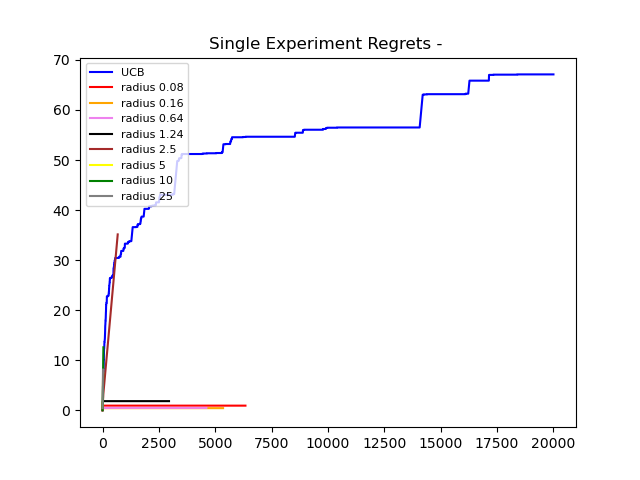 Single Experiment Regrets -
70
60
50
40
30
20
10
0
UCB
radius 0.08
radius 0.16
radius 0.64
radius 1.24
radius 2.5
radius 5
radius 10
radius 25
0 2500 5000 7500 10000 12500 15000 17500 20000